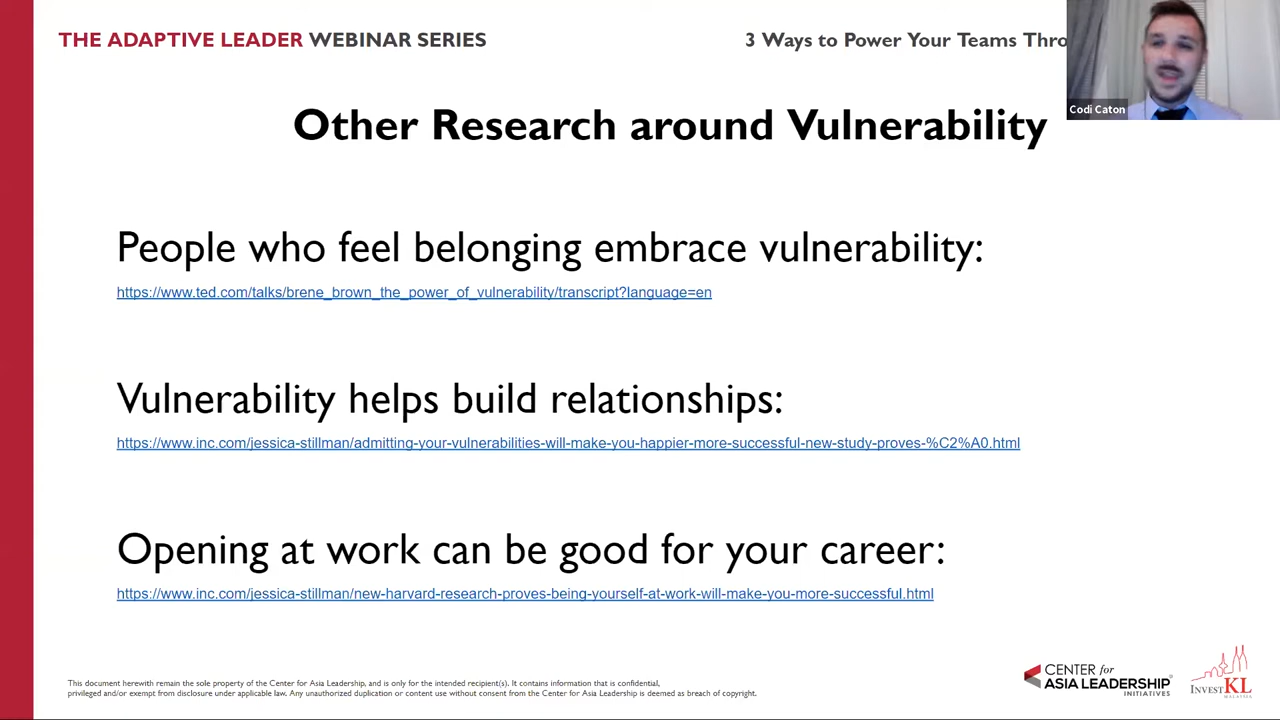 THE ADAPTIVE LEADER WEBINAR SERIES
3 Ways to Power Your Teams Thro
Codi Caton
Other Research around Vulnerability
People who feel belonging embrace vulnerability:
https://www.ted.com/talks/brene_brown_the_power_of_vulnerability/transcript?language=en
Vulnerability helps build relationships:
https://www.inc.com/jessica-stillman/admitting-your-vulnerabilities-will-make-you-happier-more-successful-new-study-proves-%C2%A0.html
Opening at work can be good for your career:
https://www.inc.com/jessica-stillman/new-harvard-research-proves-being-yourself-at-work-will-make-you-more-successful.html
This document herewith remain the sole property of the Center for Asia Leadership, and is only for the intended recipient(s). It contains information that is confidential,
privileged and/or exempt from disclosure under applicable law. Any unauthorized duplication or content use without consent from the Center for Asia Leadership is deemed as breach of copyright.
CENTER for
ASIA LEADERSHIP
INITIATIVES
INVEST KL
MALAYSIA